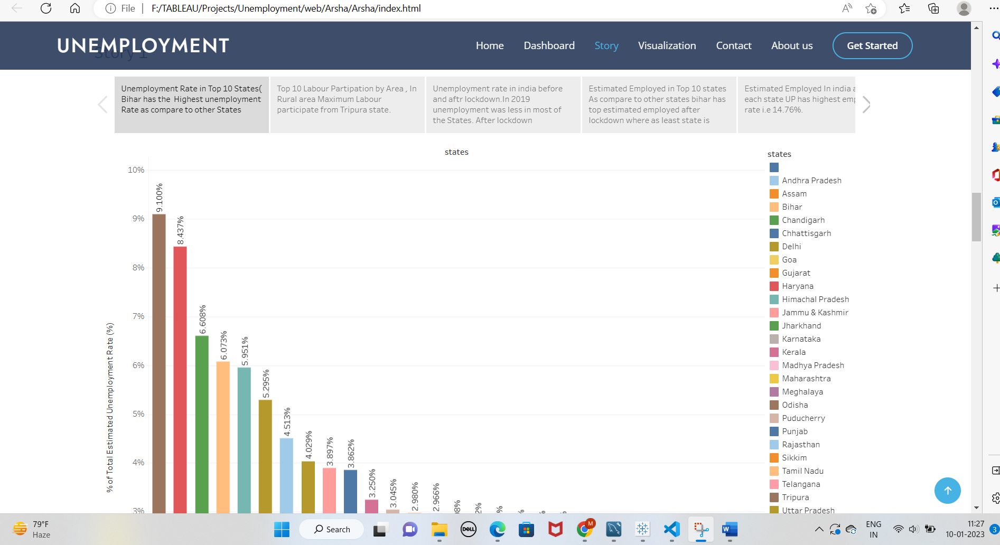 File | F:/TABLEAU/Projects/Unemployment/web/Arsha/Arsha/index.html
UNEMPLOYMENT
Story 1
Home Dashboard Story Visualization Contact About us Get Started
Unemployment Rate in Top 10 States(
Bihar has the Highest unemployment
Rate as compare to other States
Top 10 Labour Partipation by Area , In
Rural area Maximum Labour
participate from Tripura state.
Unemployment rate in india before
and aftr lockdown.In 2019
unemployment was less in most of
the States. After lockdown
Estimated Employed in Top 10 states
As compare to other states bihar has
top estimated employed after
lockdown where as least state is
Estimated Employed In india
each state UP has highest
rate i.e 14.76%.
states
10%
9%
8%
7%
6%
5%
4%
3%
% of Total Estimated Unemployment Rate (%)
9.100%
8.437%
6.608%
6.073%
5.951%
5.295%
4.513%
4.029%
3.897%
3.862%
3.250%
3.045%
2.980%
2.966%
states
Andhra Pradesh
Assam
Bihar
Chandigarh
Chhattisgarh
Delhi
Goa
Gujarat
Haryana
Himachal Pradesh
Jammu & Kashmir
Jharkhand
Karnataka
Kerala
Madhya Pradesh
Maharashtra
Meghalaya
Odisha
Puducherry
Punjab
Rajasthan
Sikkim
Tamil Nadu
Telangana
Tripura
Uttar Pradesh
79°F
Haze
Search
DELL
M
W
ENG
IN
11:27
10-01-2023
3